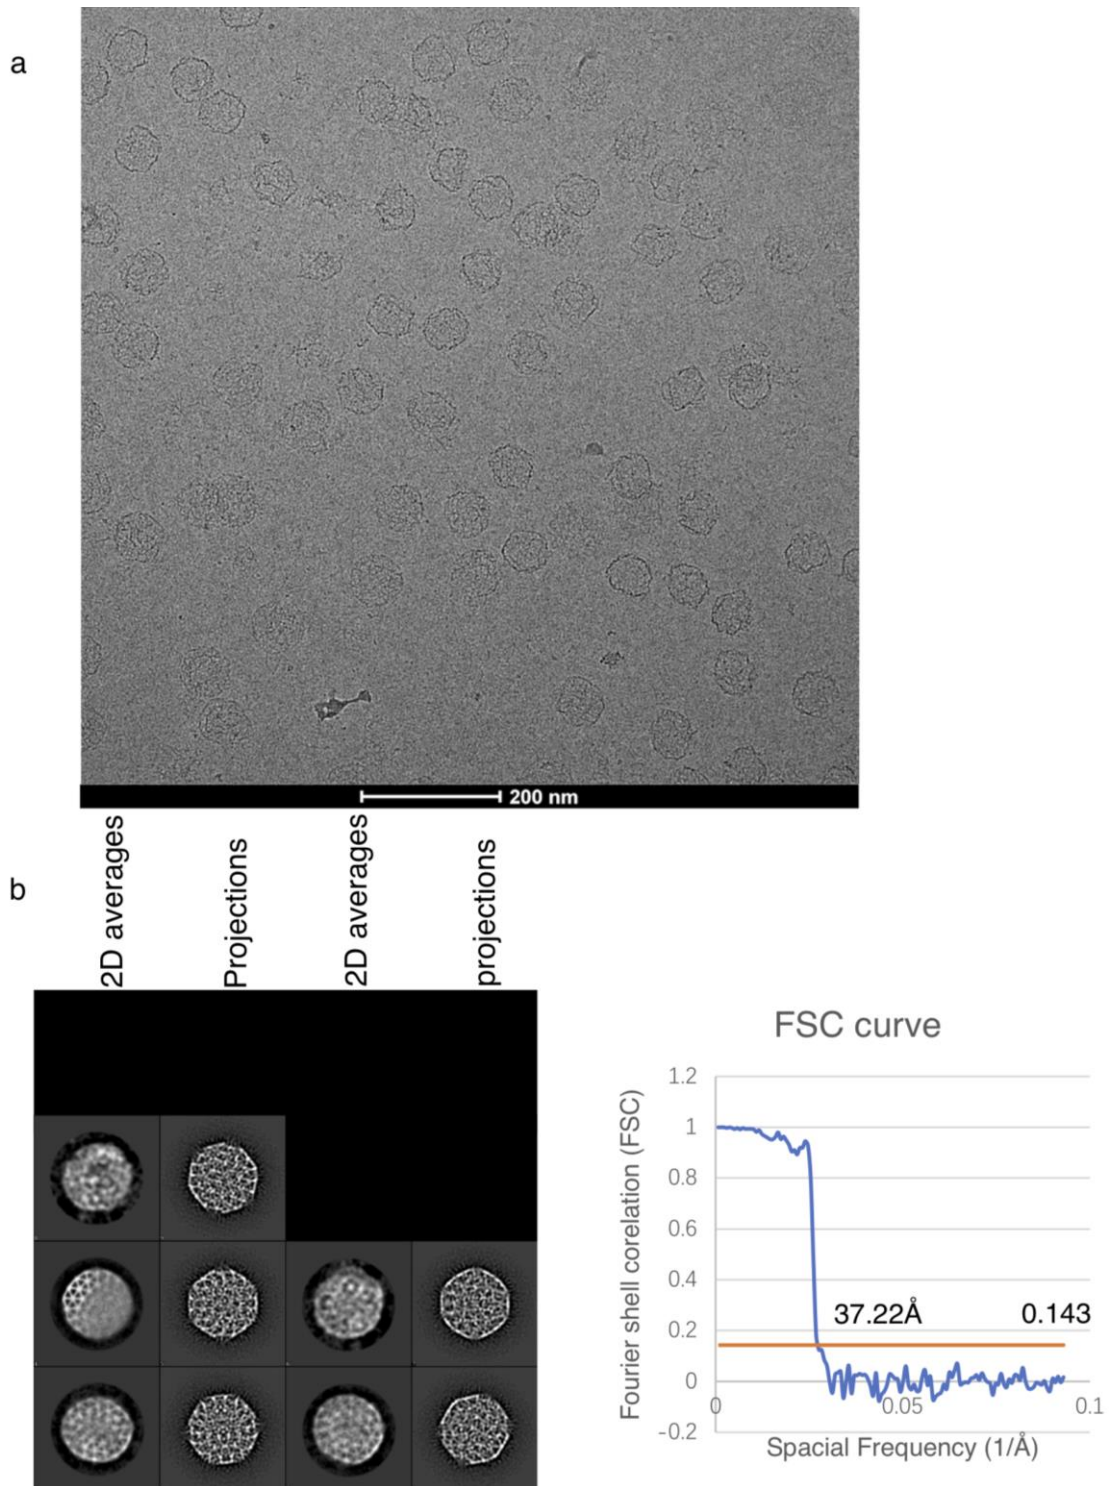 a
200 nm
b
2D averages
Projections
2D averages
projections
FSC curve
Fourier shell corelation (FSC)
1.2
1
0.8
0.6
0.4
0.2
0
-0.2
37.22Å
0.143
0
0.05
0.1
Spacial Frequency (1/Å)